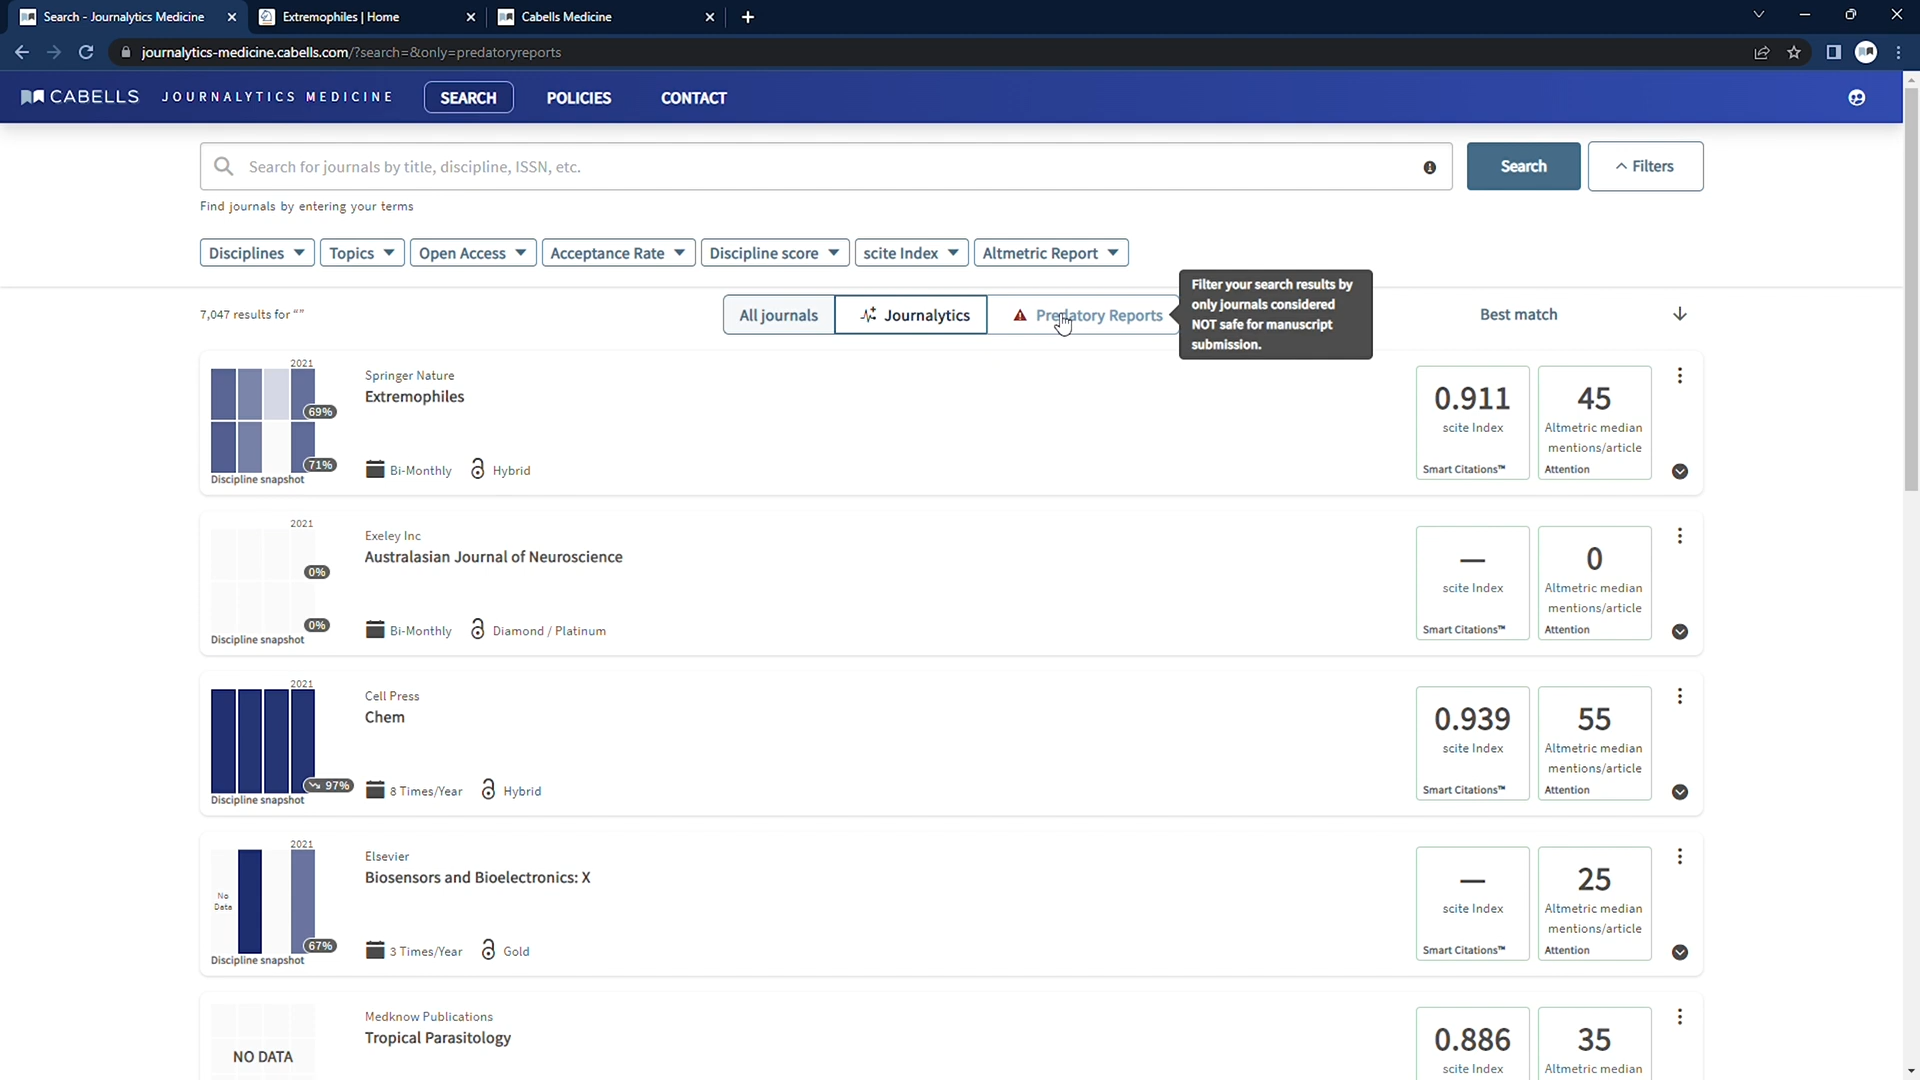 Search - Journalytics Medicine
Extremophiles | Home
Cabells Medicine
journalytics-medicine.cabells.com/?search=&only=predatoryreports
CABELLS JOURNALYTICS MEDICINE SEARCH POLICIES CONTACT
Search for journals by title, discipline, ISSN, etc.
Search
Filters
Find journals by entering your terms
Disciplines Topics Open Access Acceptance Rate Discipline score scite Index Altmetric Report
7,047 results for “”
All journals
Journalytics
Predatory Reports
Filter your search results by
only journals considered
NOT safe for manuscript
submission.
Best match
2021
69%
71%
Discipline snapshot
Springer Nature
Extremophiles
Bi-Monthly Hybrid
0.911
scite Index
Smart Citations™
45
Altmetric median
mentions/article
Attention
2021
0%
0%
Discipline snapshot
Exeley Inc
Australasian Journal of Neuroscience
Bi-Monthly Diamond / Platinum
—
scite Index
Smart Citations™
0
Altmetric median
mentions/article
Attention
2021
97%
Discipline snapshot
Cell Press
Chem
8 Times/Year Hybrid
0.939
scite Index
Smart Citations™
55
Altmetric median
mentions/article
Attention
2021
No
Data
67%
Discipline snapshot
Elsevier
Biosensors and Bioelectronics: X
3 Times/Year Gold
—
scite Index
Smart Citations™
25
Altmetric median
mentions/article
Attention
NO DATA
Medknow Publications
Tropical Parasitology
0.886
scite Index
35
Altmetric median